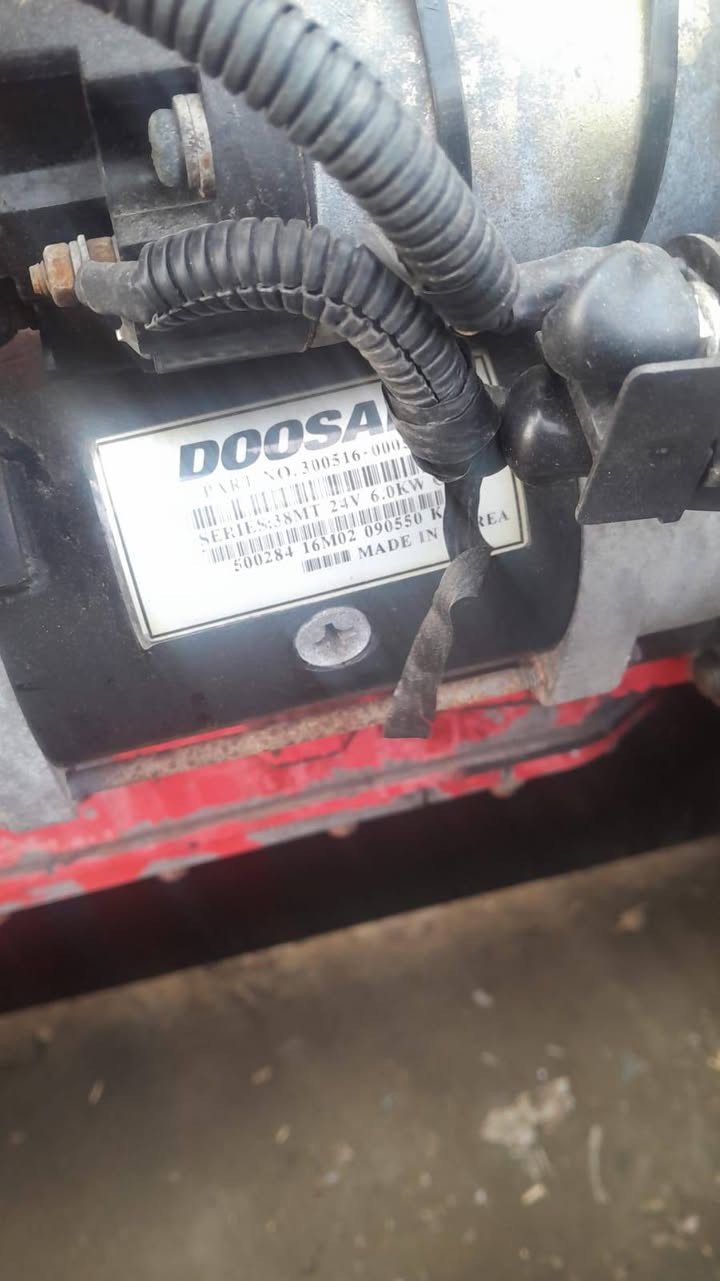 DOOSA
PART NO.300516-000
SERIES:38MT 24V 6.0KW
500284 16M02 090550 K
MADE IN REA